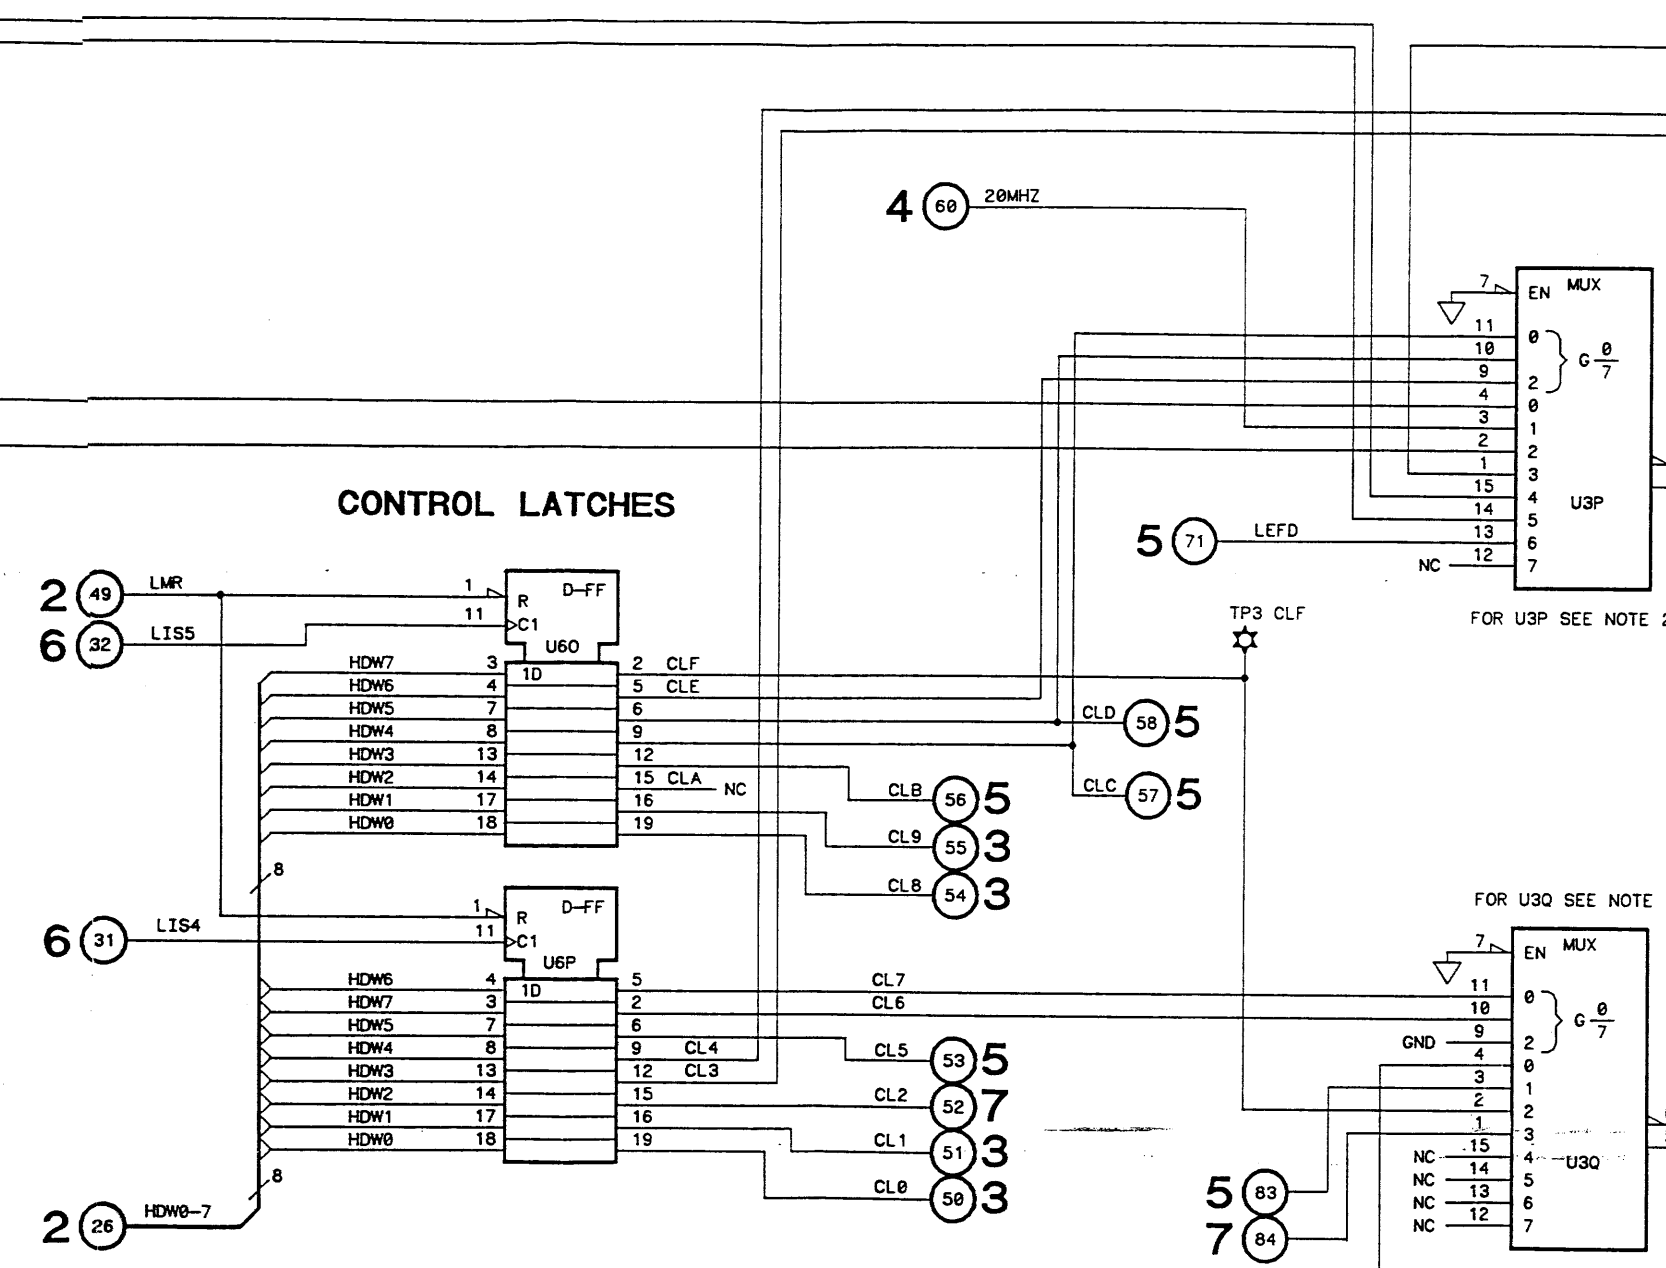 4 60 20MHZ
7 EN MUX
11 0
10 G 0/7
9 2
4 0
3 1
2 2
1 3
15 4
U3P
14 5
5 71 LEFD 13 6
NC 12 7
FOR U3P SEE NOTE 2
CONTROL LATCHES
2 49 LMR 1 R D-FF
6 32 LIS5 11 C1
U6O
TP3 CLF
HDW7 3 1D 2 CLF
HDW6 4 5 CLE
HDW5 7 6 CLD 58 5
HDW4 8 9 CLC 57 5
HDW3 13 12 CLB 56 5
HDW2 14 15 CLA NC
HDW1 17 16 CL9 55 3
HDW0 18 19 CL8 54 3
8
1 R D-FF
6 31 LIS4 11 C1
U6P
HDW6 4 1D 5 CL7
HDW7 3 2 CL6
HDW5 7 6 CL5 53 5
HDW4 8 9 CL4
HDW3 13 12 CL3
HDW2 14 15 CL2 52 7
HDW1 17 16 CL1 51 3
HDW0 18 19 CL0 50 3
8
2 26 HDW0-7
FOR U3Q SEE NOTE
7 EN MUX
11 0
10 G 0/7
GND 9 2
4 0
3 1
2 2
1 3
NC 15 4
U3Q
NC 14 5
NC 13 6
NC 12 7
5 83
7 84